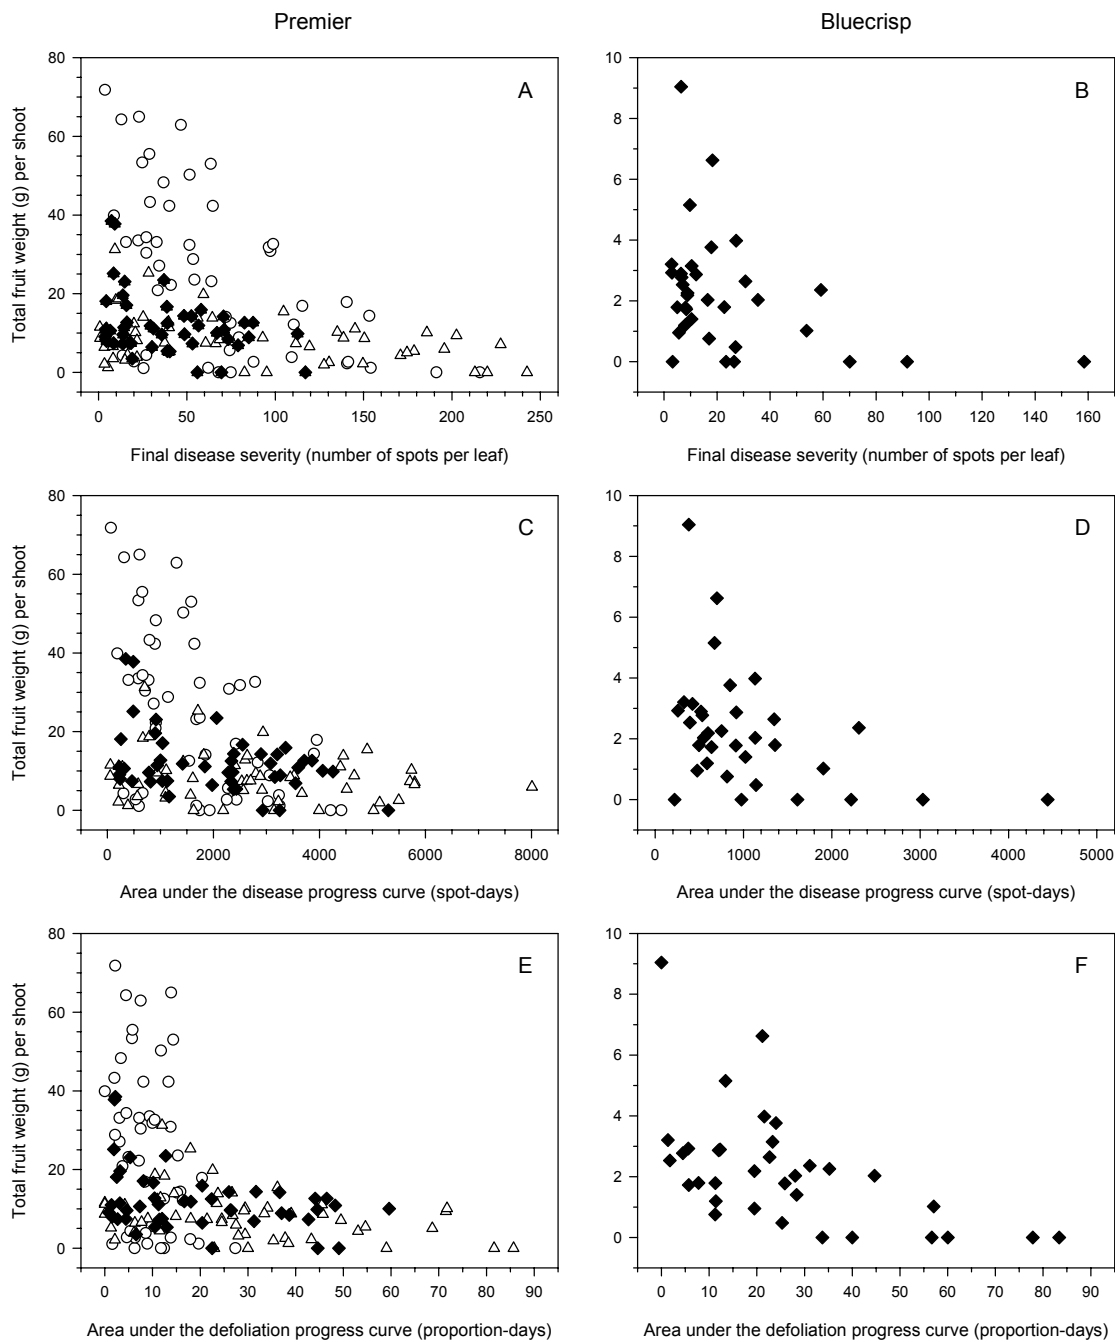 Premier
Bluecrisp
Total fruit weight (g) per shoot
80
60
40
20
0
A
0 50 100 150 200 250
Final disease severity (number of spots per leaf)
10
8
6
4
2
0
B
0 20 40 60 80 100 120 140 160
Final disease severity (number of spots per leaf)
Total fruit weight (g) per shoot
80
60
40
20
0
C
0 2000 4000 6000 8000
Area under the disease progress curve (spot-days)
10
8
6
4
2
0
D
0 1000 2000 3000 4000 5000
Area under the disease progress curve (spot-days)
Total fruit weight (g) per shoot
80
60
40
20
0
E
0 10 20 30 40 50 60 70 80 90
Area under the defoliation progress curve (proportion-days)
10
8
6
4
2
0
F
0 10 20 30 40 50 60 70 80 90
Area under the defoliation progress curve (proportion-days)